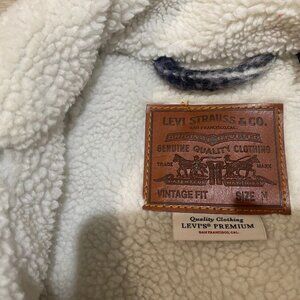 LEVI STRAUSS & CO.
SAN FRANCISCO, CAL.
GENUINE QUALITY CLOTHING
TRADE MARK
VINTAGE FIT SIZE M
Quality Clothing
LEVI'S® PREMIUM
SAN FRANCISCO, CAL.